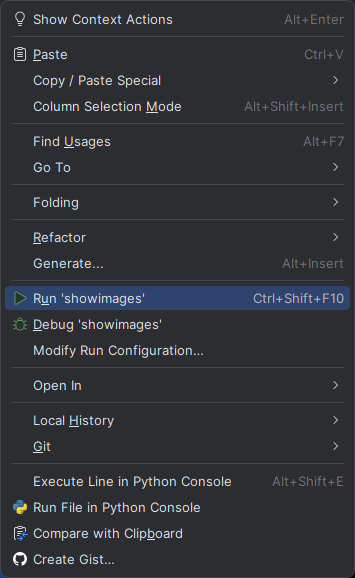 Show Context Actions Alt+Enter
Paste Ctrl+V
Copy / Paste Special
Column Selection Mode Alt+Shift+Insert
Find Usages Alt+F7
Go To
Folding
Refactor
Generate... Alt+Insert
Run 'showimages' Ctrl+Shift+F10
Debug 'showimages'
Modify Run Configuration...
Open In
Local History
Git
Execute Line in Python Console Alt+Shift+E
Run File in Python Console
Compare with Clipboard
Create Gist...